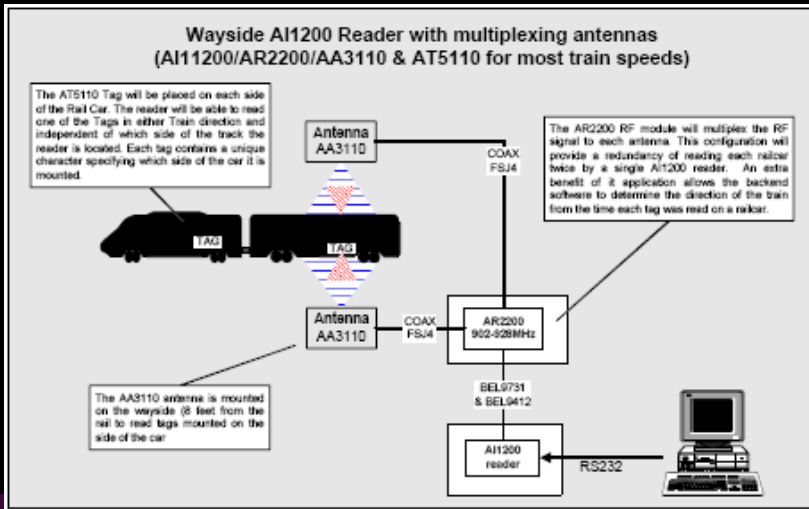 Wayside AI1200 Reader with multiplexing antennas
(AI11200/AR2200/AA3110 & AT5110 for most train speeds)
The AT5110 Tag will be placed on each side
of the Rail Car. The reader will be able to read
one of the Tags in either Train direction and
independent of which side of the track the
reader is located. Each tag contains a unique
character specifying which side of the car it is
mounted.
Antenna
AA3110
COAX
FSJ4
The AR2200 RF module will multiplex the RF
signal to each antenna. This configuration will
provide a redundancy of reading each railcar
twice by a single AI1200 reader. An extra
benefit of it application allows the backend
software to determine the direction of the train
from the time each tag was read on a railcar.
TAG
TAG
Antenna
AA3110
COAX
FSJ4
AR2200
902-928MHz
The AA3110 antenna is mounted
on the wayside (8 feet from the
rail to read tags mounted on the
side of the car
BEL9731
& BEL9412
AI1200
reader
RS232